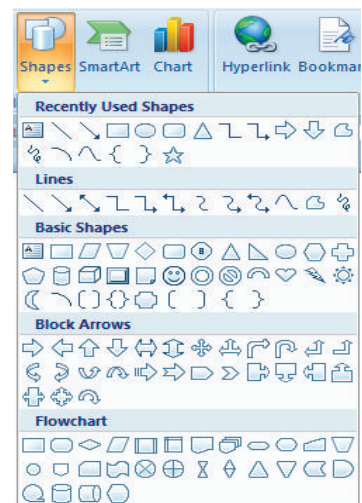 Shapes SmartArt Chart Hyperlink Bookmar
Recently Used Shapes
Lines
Basic Shapes
Block Arrows
Flowchart